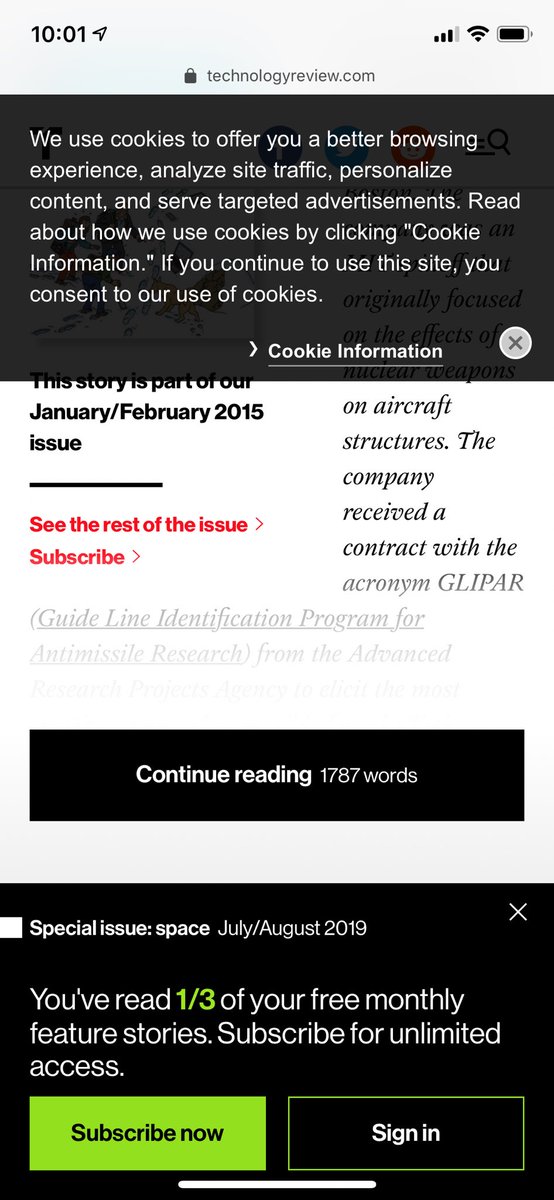 10:01
technologyreview.com
We use cookies to offer you a better browsing
experience, analyze site traffic, personalize
content, and serve targeted advertisements. Read
about how we use cookies by clicking "Cookie
Information." If you continue to use this site, you
consent to our use of cookies.
Cookie Information
Boston. The
an
but
originally focused
on the effects of
nuclear weapons
on aircraft
structures. The
company
received a
contract with the
acronym GLIPAR
(Guide Line Identification Program for
Antimissile Research) from the Advanced
Research Projects Agency to elicit the most
This story is part of our
January/February 2015
issue
See the rest of the issue >
Subscribe >
Continue reading 1787 words
Special issue: space July/August 2019
You've read 1/3 of your free monthly
feature stories. Subscribe for unlimited
access.
Subscribe now
Sign in